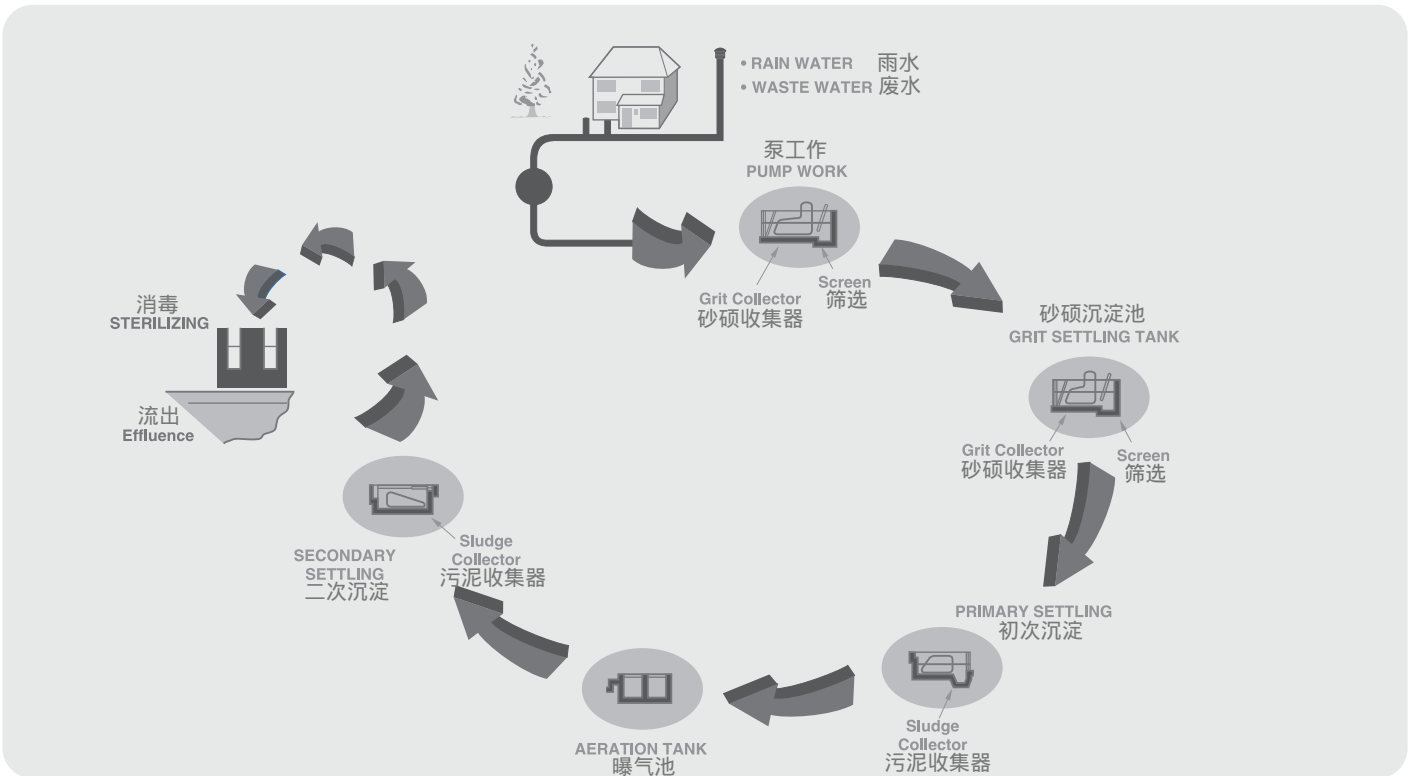 • RAIN WATER 雨水
• WASTE WATER 废水
泵工作
PUMP WORK
Grit Collector
砂硕收集器
Screen
筛选
砂硕沉淀池
GRIT SETTLING TANK
Grit Collector
砂硕收集器
Screen
筛选
PRIMARY SETTLING
初次沉淀
Sludge
Collector
污泥收集器
AERATION TANK
曝气池
Sludge
Collector
污泥收集器
SECONDARY
SETTLING
二次沉淀
消毒
STERILIZING
流出
Effluence